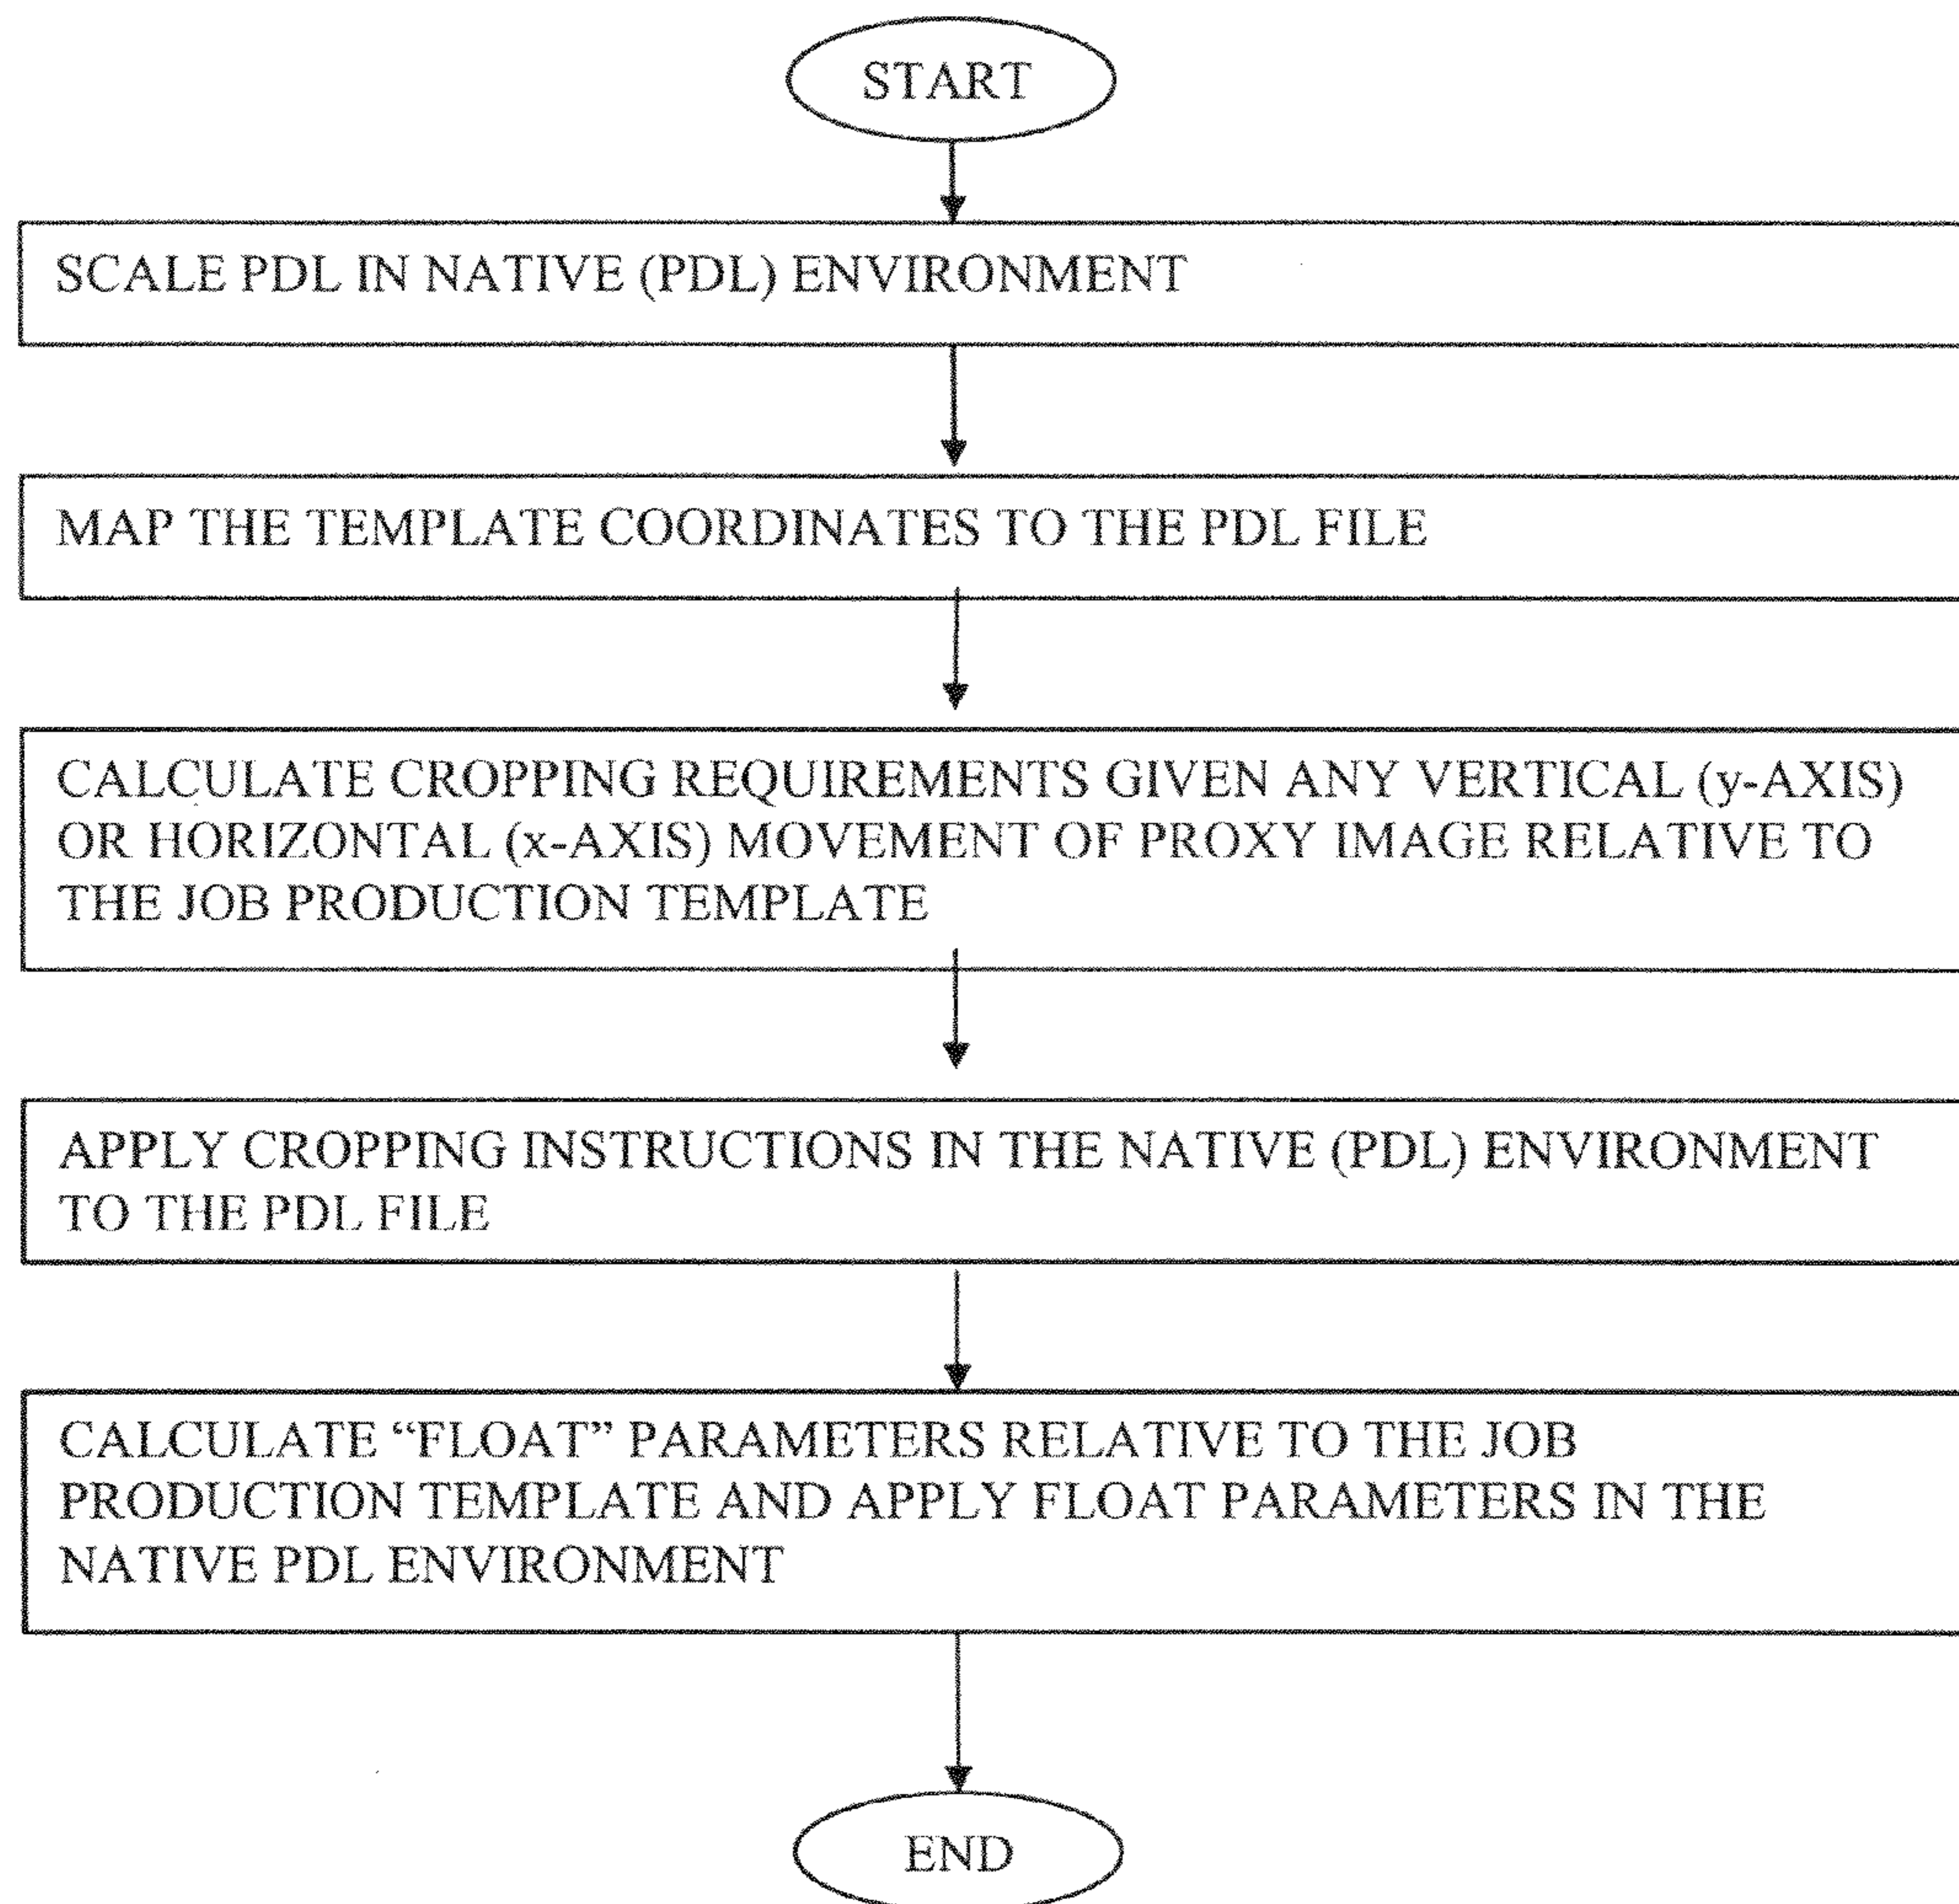 START
SCALE PDL IN NATIVE (PDL) ENVIRONMENT
MAP THE TEMPLATE COORDINATES TO THE PDL FILE
CALCULATE CROPPING REQUIREMENTS GIVEN ANY VERTICAL (y-AXIS)
OR HORIZONTAL (x-AXIS) MOVEMENT OF PROXY IMAGE RELATIVE TO
THE JOB PRODUCTION TEMPLATE
APPLY CROPPING INSTRUCTIONS IN THE NATIVE (PDL) ENVIRONMENT
TO THE PDL FILE
CALCULATE “FLOAT” PARAMETERS RELATIVE TO THE JOB
PRODUCTION TEMPLATE AND APPLY FLOAT PARAMETERS IN THE
NATIVE PDL ENVIRONMENT
END